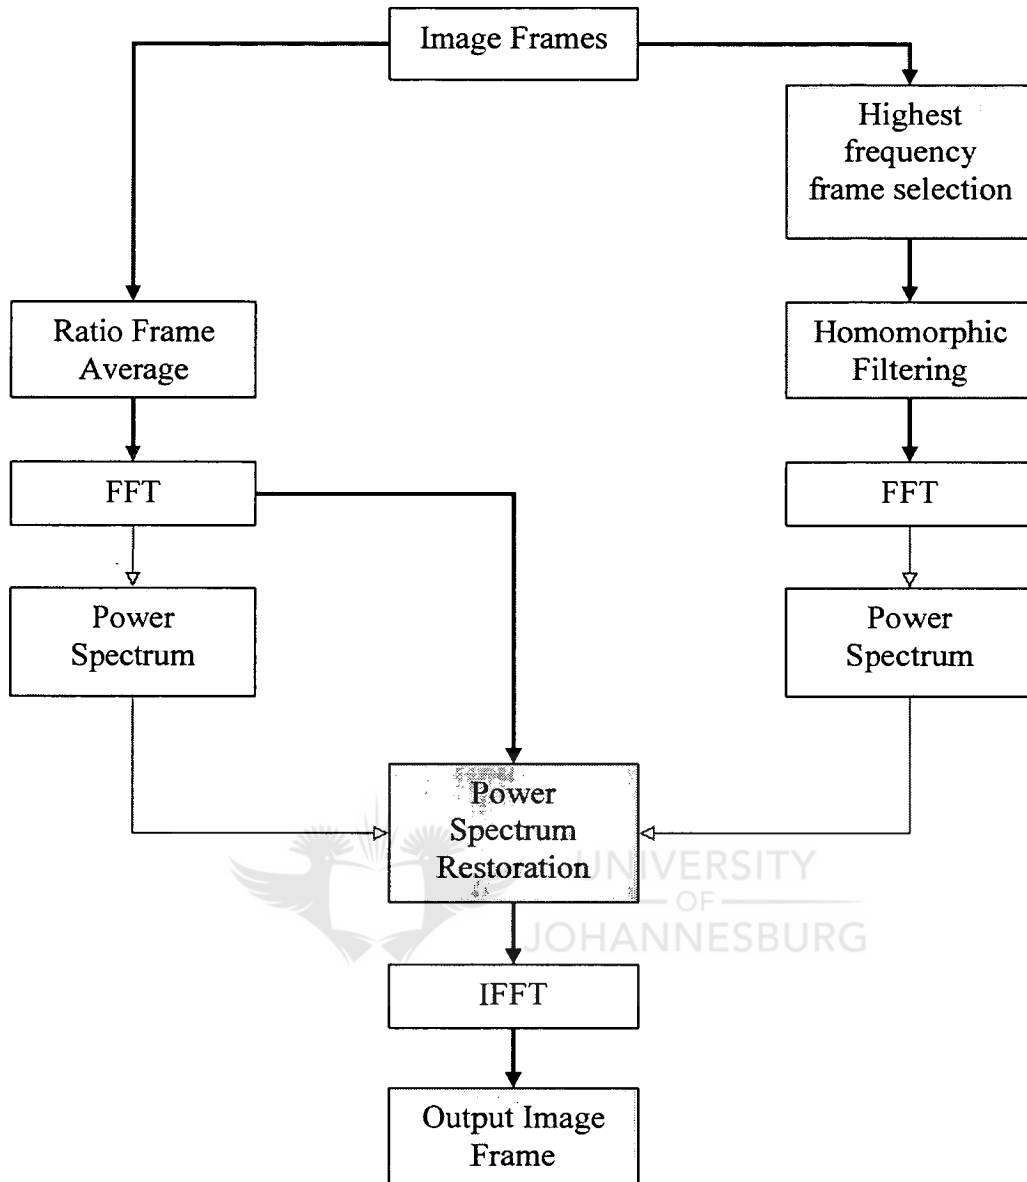 Image Frames
Highest
frequency
frame selection
Ratio Frame
Average
Homomorphic
Filtering
FFT
FFT
Power
Spectrum
Power
Spectrum
Power
Spectrum
Restoration
UNIVERSITY
OF
JOHANNESBURG
IFFT
Output Image
Frame